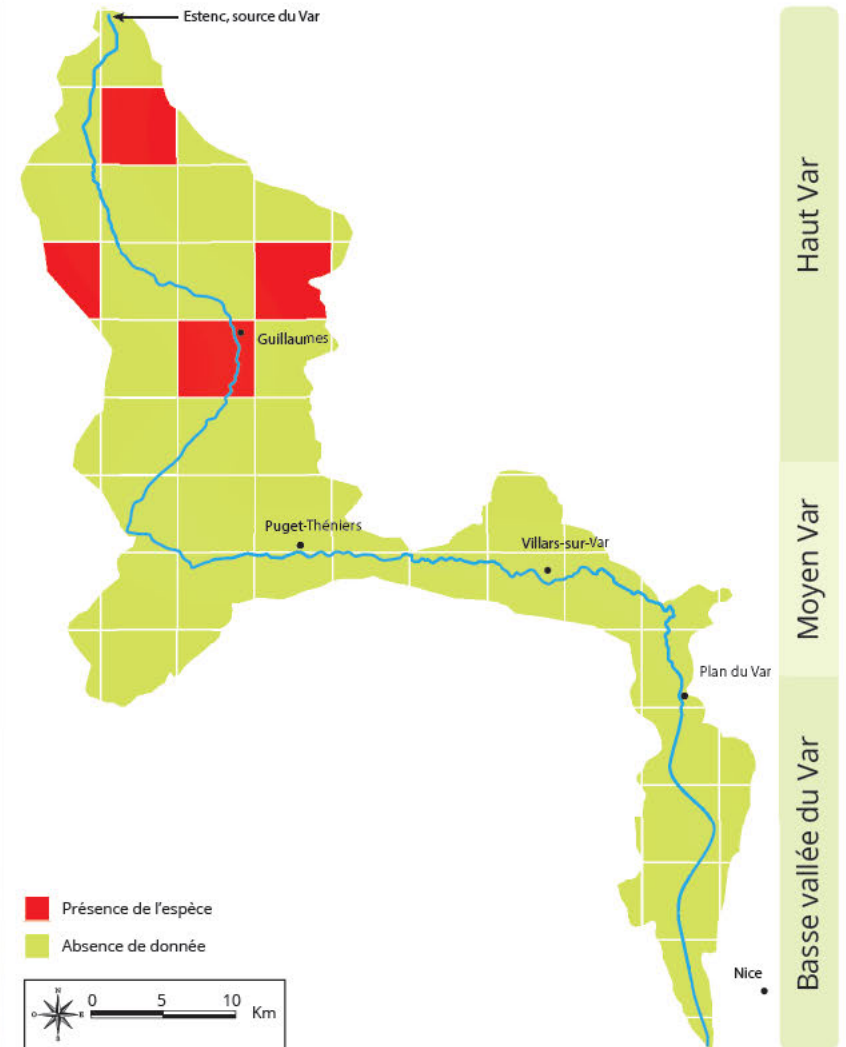 Estenc, source du Var
Haut Var
Guillaumes
Puget-Théniers
Villars-sur-Var
Moyen Var
Plan du Var
Basse vallée du Var
Présence de l'espèce
Absence de donnée
Nice
N
O E
S
0 5 10 Km